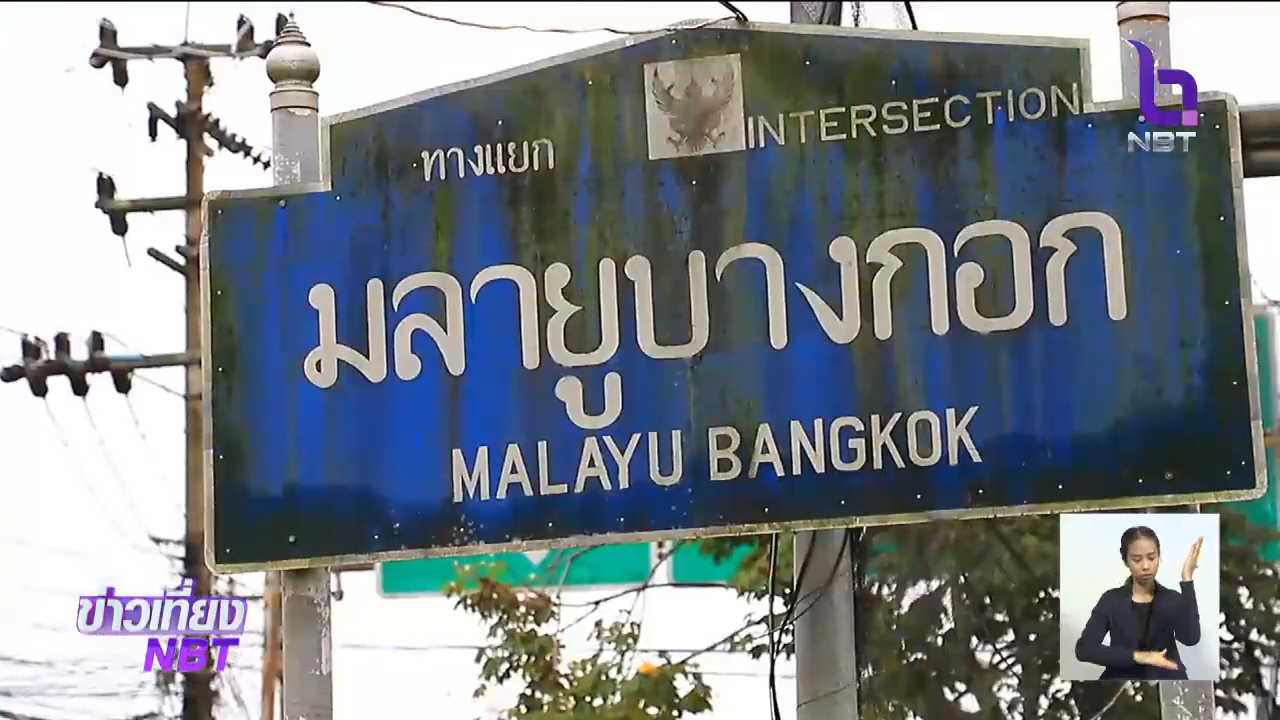 ทางแยก INTERSECTION
มลายูบางกอก
MALAYU BANGKOK
NBT
ข่าวเที่ยง
NBT